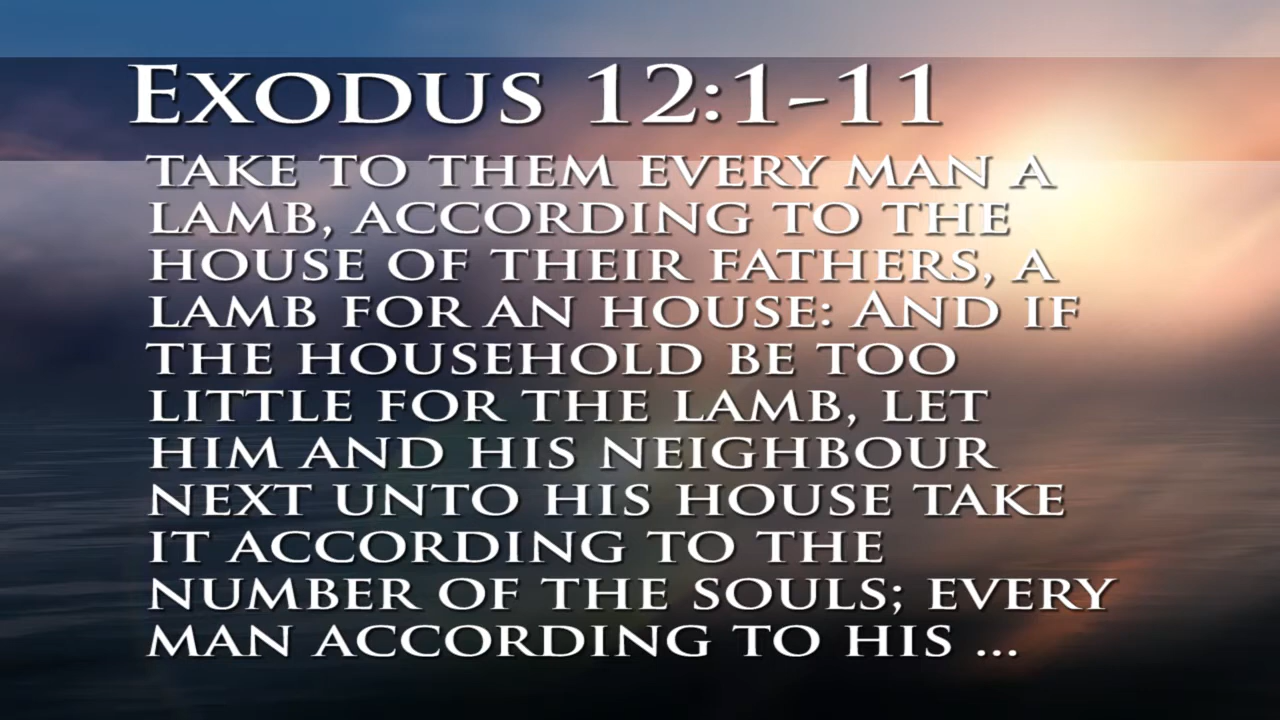 Exodus 12:1-11
take to them every man a
lamb, according to the
house of their fathers, a
lamb for an house: And if
the household be too
little for the lamb, let
him and his neighbour
next unto his house take
it according to the
number of the souls; every
man according to his ...